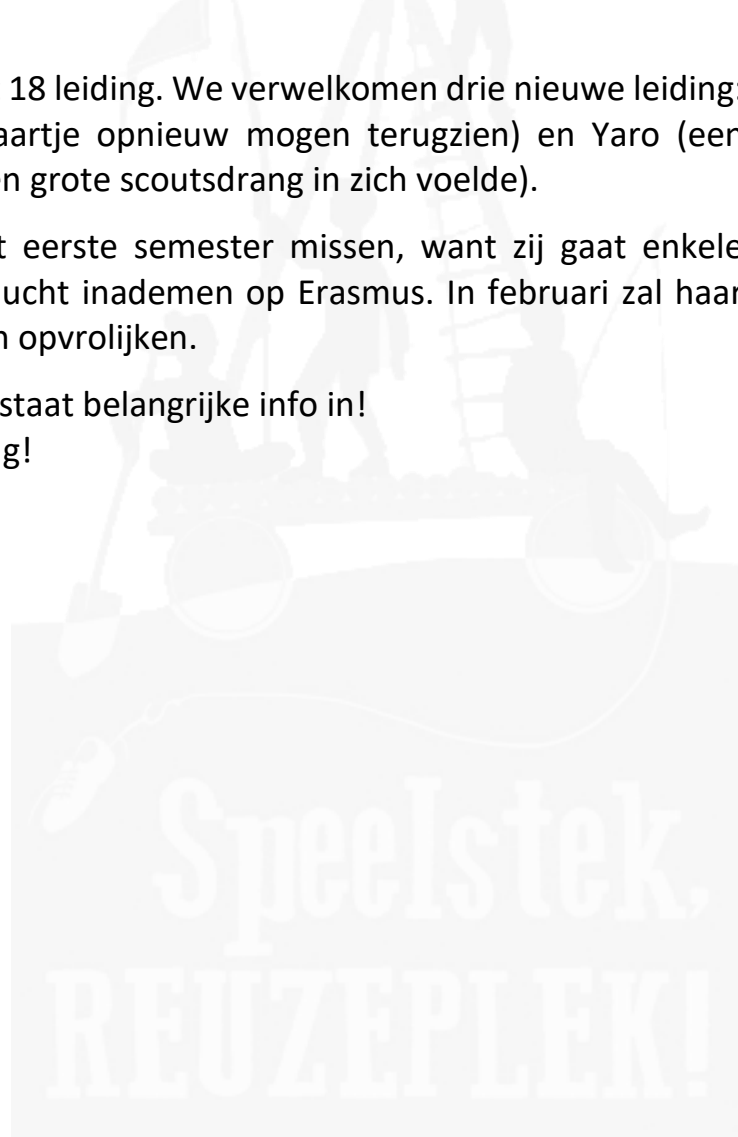 18 leiding. We verwelkomen drie nieuwe leiding:
aartje opnieuw mogen terugzien) en Yaro (een
en grote scoutsdrang in zich voelde).
t eerste semester missen, want zij gaat enkele
ucht inademen op Erasmus. In februari zal haar
n opvrolijken.
staat belangrijke info in!
g!
Speelstek,
REUZEPLEK!